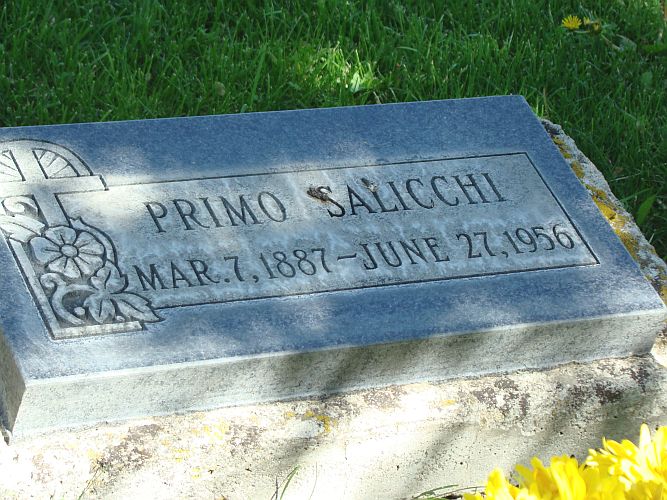 PRIMO SALICCHI
MAR. 7, 1887 – JUNE 27, 1956